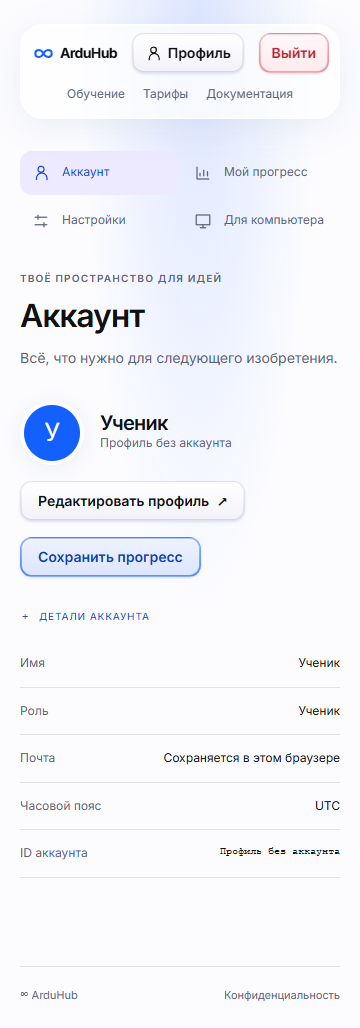 ∞ ArduHub Профиль Выйти
Обучение Тарифы Документация
Аккаунт Мой прогресс
Настройки Для компьютера
ТВОЁ ПРОСТРАНСТВО ДЛЯ ИДЕЙ
Аккаунт
Всё, что нужно для следующего изобретения.
У
Ученик
Профиль без аккаунта
Редактировать профиль ↗
Сохранить прогресс
+ ДЕТАЛИ АККАУНТА
Имя Ученик
Роль Ученик
Почта Сохраняется в этом браузере
Часовой пояс UTC
ID аккаунта Профиль без аккаунта
∞ ArduHub Конфиденциальность